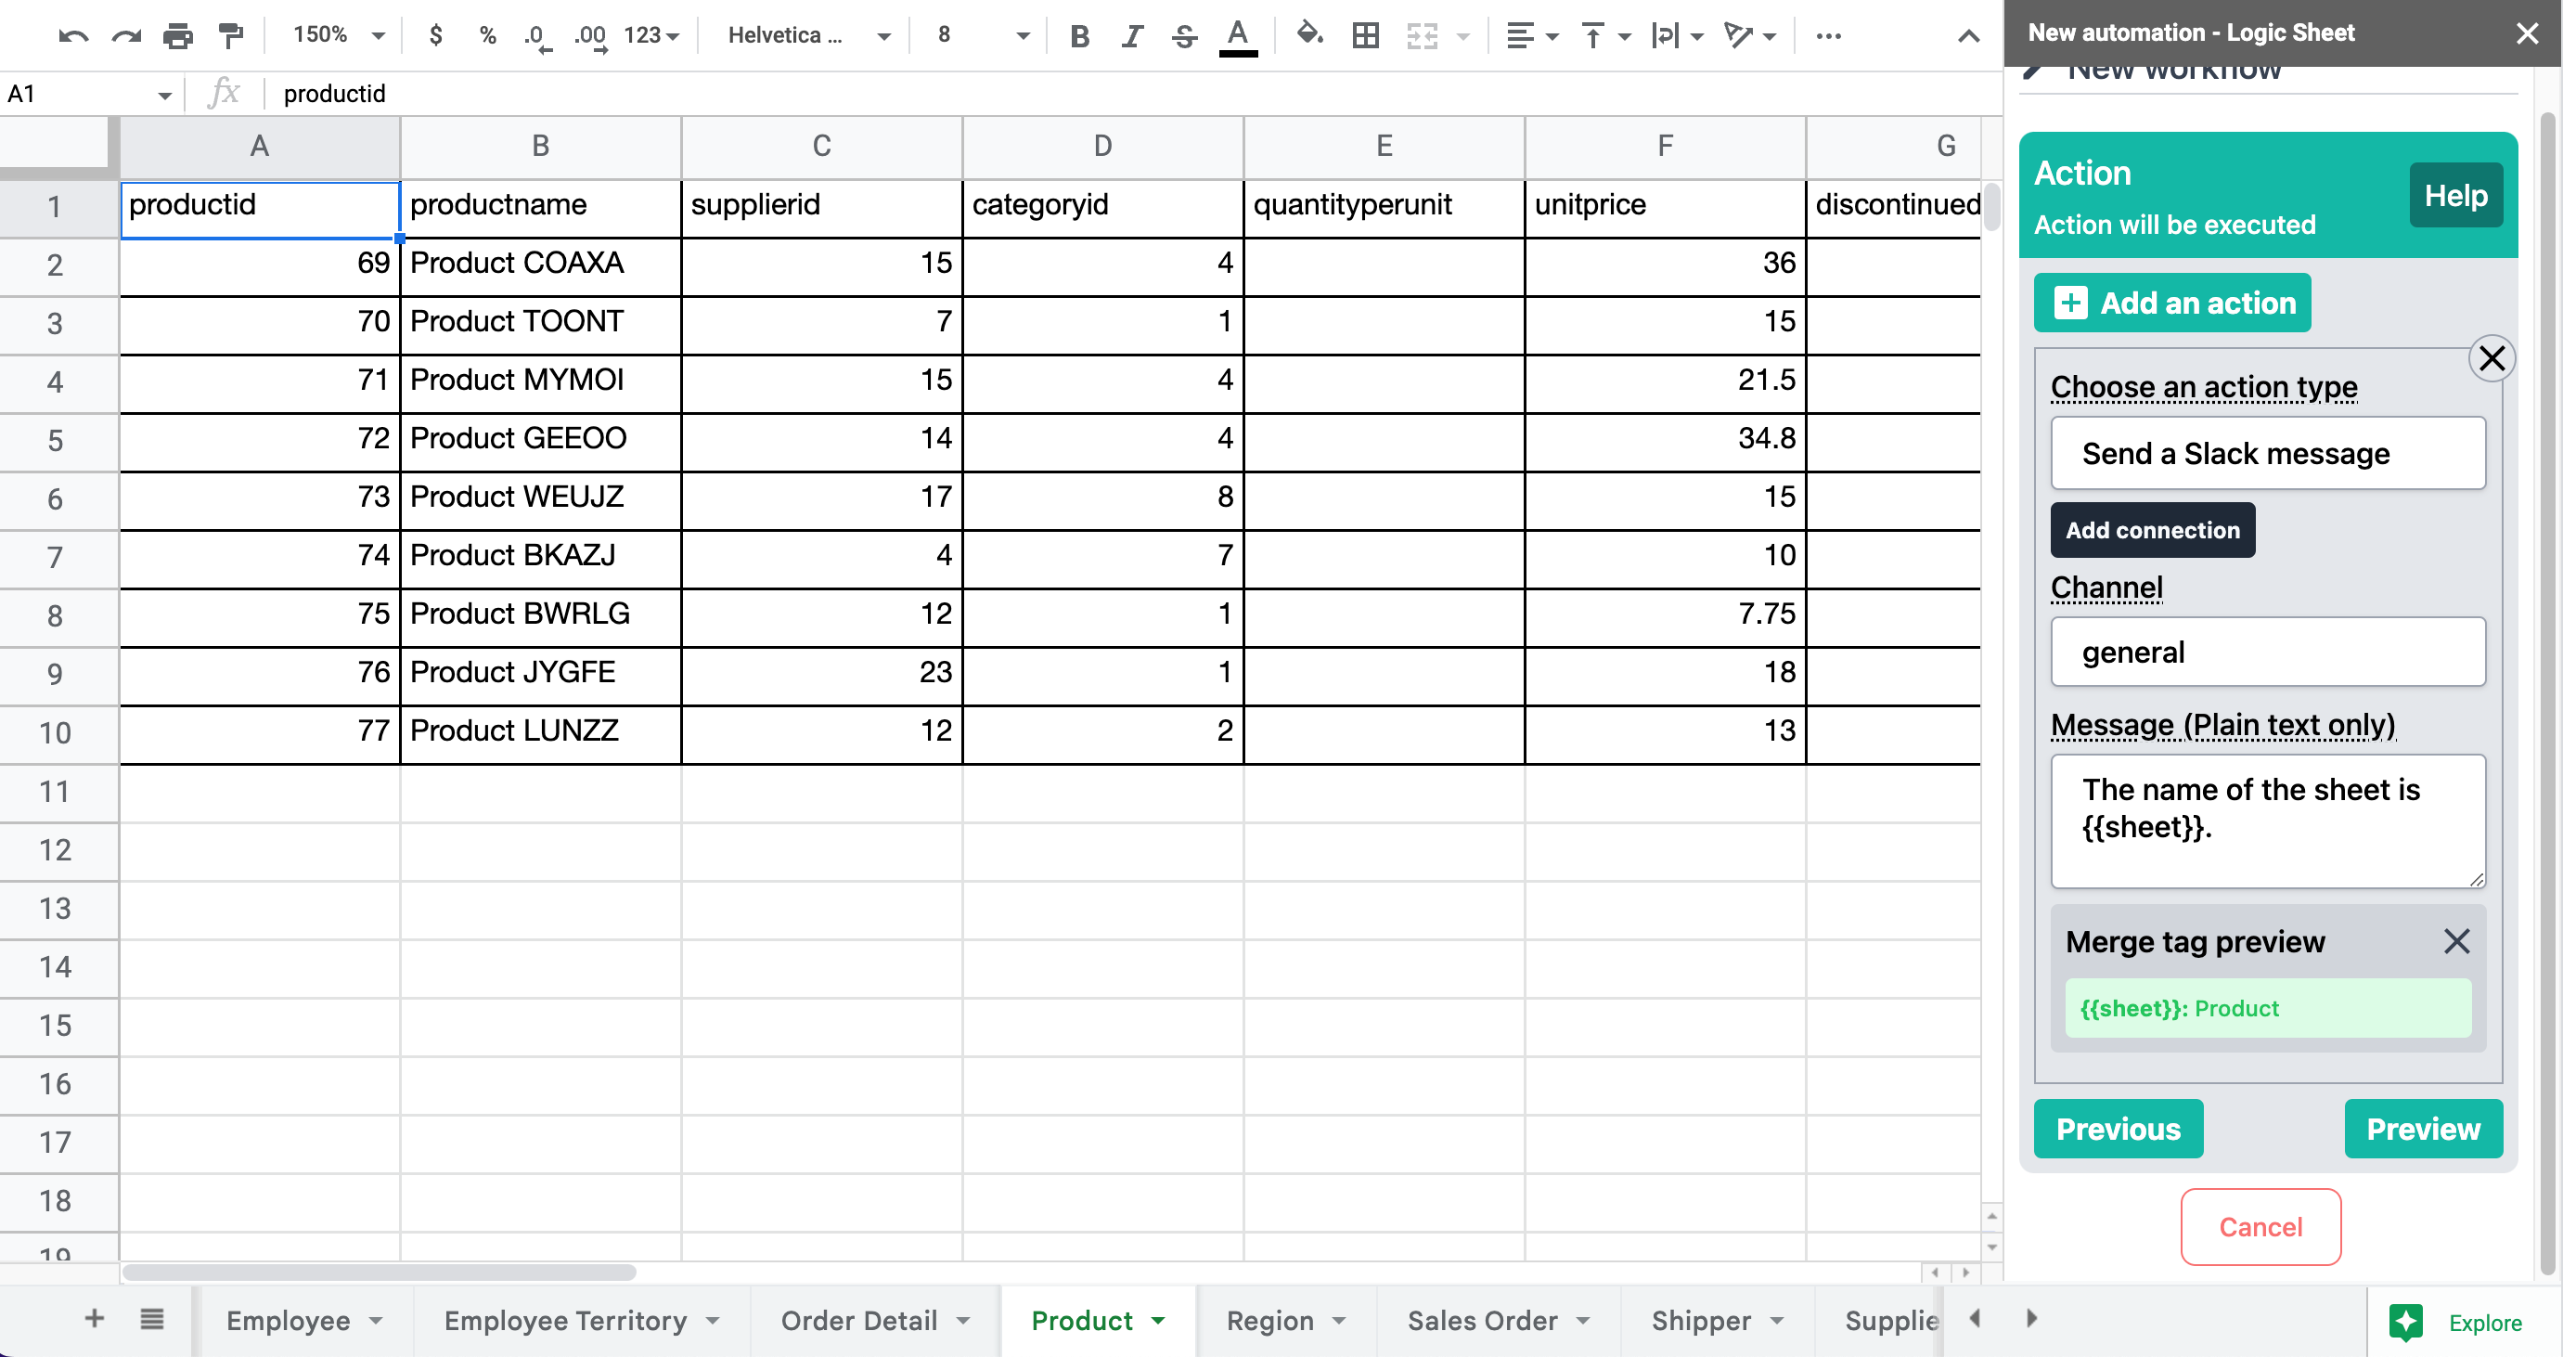 150%
$ % .0 .00 123
Helvetica ...
8
B I S A
New automation - Logic Sheet
A1
fx
productid
New workflow
A B C D E F G
1 productid productname supplierid categoryid quantityperunit unitprice discontinued
2 69 Product COAXA 15 4 36
3 70 Product TOONT 7 1 15
4 71 Product MYMOI 15 4 21.5
5 72 Product GEEOO 14 4 34.8
6 73 Product WEUJZ 17 8 15
7 74 Product BKAZJ 4 7 10
8 75 Product BWRLG 12 1 7.75
9 76 Product JYGFE 23 1 18
10 77 Product LUNZZ 12 2 13
11
12
13
14
15
16
17
18
19
Action
Action will be executed
Help
Add an action
Choose an action type
Send a Slack message
Add connection
Channel
general
Message (Plain text only)
The name of the sheet is
{{sheet}}.
Merge tag preview
{{sheet}}: Product
Previous
Preview
Cancel
Employee
Employee Territory
Order Detail
Product
Region
Sales Order
Shipper
Supplie
Explore